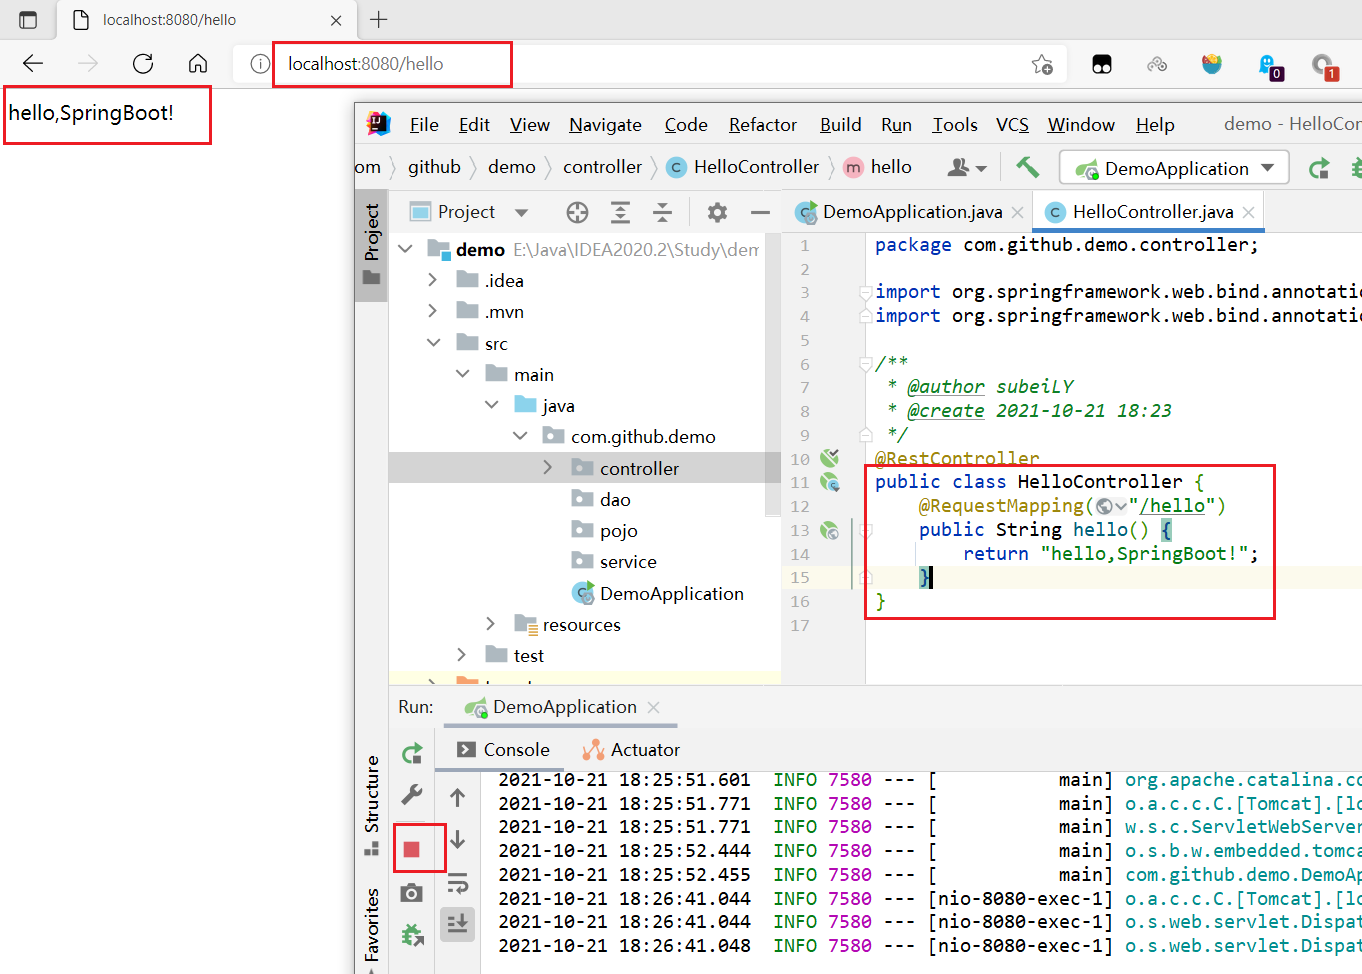 localhost:8080/hello
localhost:8080/hello
0
1
hello,SpringBoot!
File Edit View Navigate Code Refactor Build Run Tools VCS Window Help demo - HelloCon
om github demo controller HelloController hello DemoApplication
Project
Project
DemoApplication.java
HelloController.java
demo E:\Java\IDEA2020.2\Study\dem
.idea
.mvn
src
main
java
com.github.demo
controller
dao
pojo
service
DemoApplication
resources
test
1 package com.github.demo.controller;
2
3 import org.springframework.web.bind.annotatio
4 import org.springframework.web.bind.annotatio
5
6 /**
7 * @author subeiLY
8 * @create 2021-10-21 18:23
9 */
10 @RestController
11 public class HelloController {
12 @RequestMapping("/hello")
13 public String hello() {
14 return "hello,SpringBoot!";
15 }
16 }
17
Run: DemoApplication
Console Actuator
Structure
Favorites
2021-10-21 18:25:51.601 INFO 7580 --- [ main] org.apache.catalina.co
2021-10-21 18:25:51.771 INFO 7580 --- [ main] o.a.c.c.C.[Tomcat].[lo
2021-10-21 18:25:51.771 INFO 7580 --- [ main] w.s.c.ServletWebServer
2021-10-21 18:25:52.444 INFO 7580 --- [ main] o.s.b.w.embedded.tomca
2021-10-21 18:25:52.455 INFO 7580 --- [ main] com.github.demo.DemoAp
2021-10-21 18:26:41.044 INFO 7580 --- [nio-8080-exec-1] o.a.c.c.C.[Tomcat].[lo
2021-10-21 18:26:41.044 INFO 7580 --- [nio-8080-exec-1] o.s.web.servlet.Dispat
2021-10-21 18:26:41.048 INFO 7580 --- [nio-8080-exec-1] o.s.web.servlet.Dispat